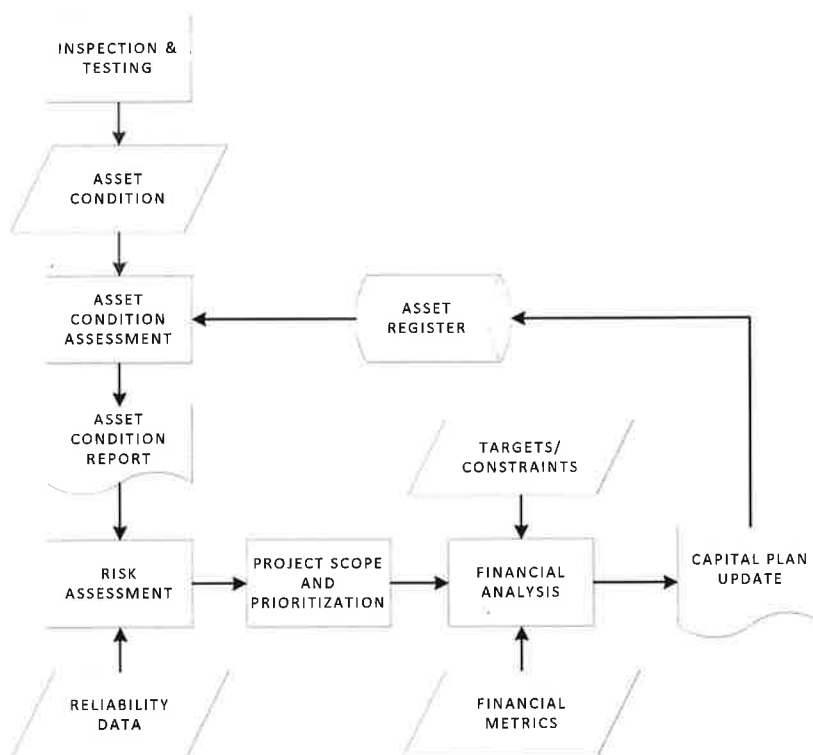 INSPECTION &
TESTING
ASSET
CONDITION
ASSET
CONDITION
ASSESSMENT
ASSET
REGISTER
ASSET
CONDITION
REPORT
TARGETS/
CONSTRAINTS
RISK
ASSESSMENT
PROJECT SCOPE
AND
PRIORITIZATION
FINANCIAL
ANALYSIS
CAPITAL PLAN
UPDATE
RELIABILITY
DATA
FINANCIAL
METRICS